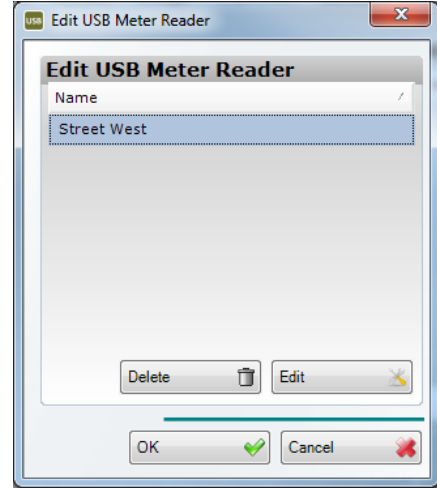 USB Edit USB Meter Reader
Edit USB Meter Reader
Name
Street West
Delete Edit
OK Cancel